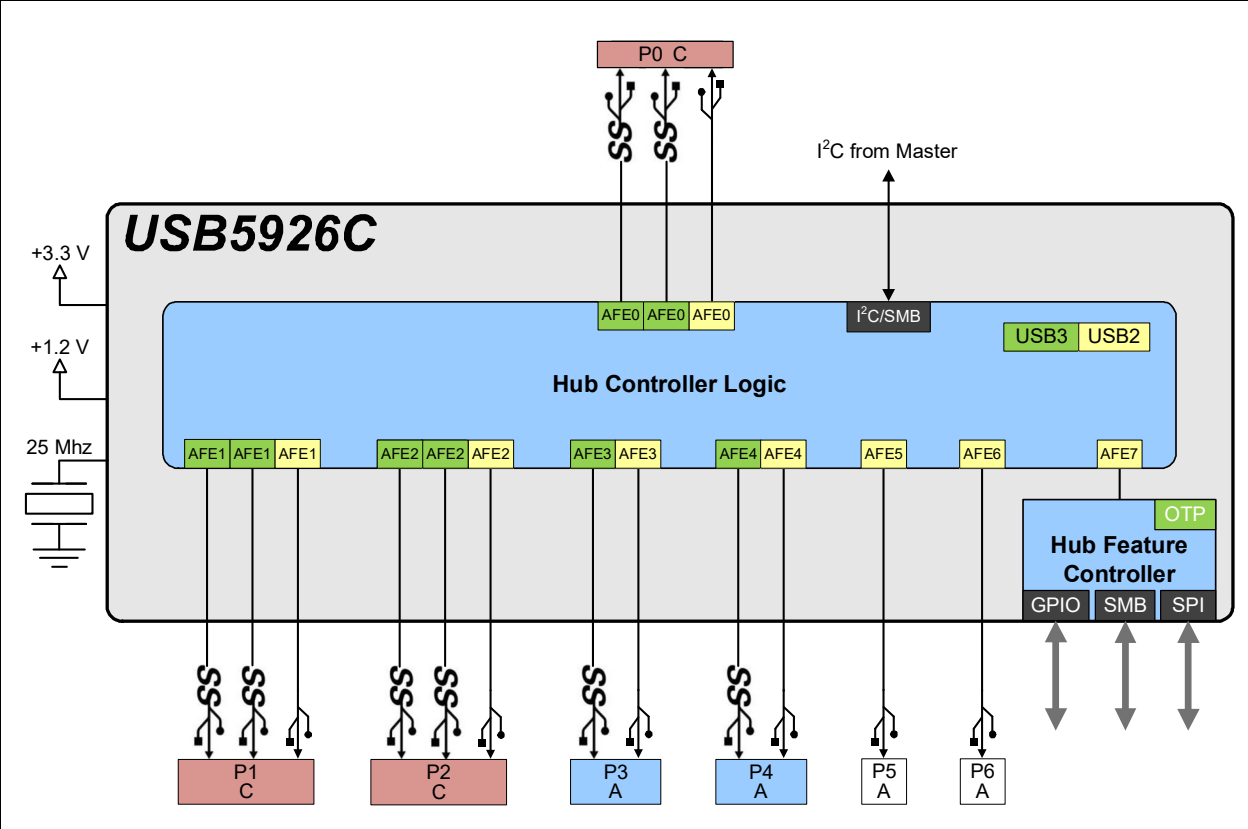 P0 C
SS SS
I²C from Master
USB5926C
+3.3 V
AFE0 AFE0 AFE0
I²C/SMB
USB3 USB2
+1.2 V
Hub Controller Logic
25 Mhz
AFE1 AFE1 AFE1
AFE2 AFE2 AFE2
AFE3 AFE3
AFE4 AFE4
AFE5
AFE6
AFE7
OTP
Hub Feature
Controller
GPIO SMB SPI
SS SS
SS SS
SS
SS
P1
C
P2
C
P3
A
P4
A
P5
A
P6
A